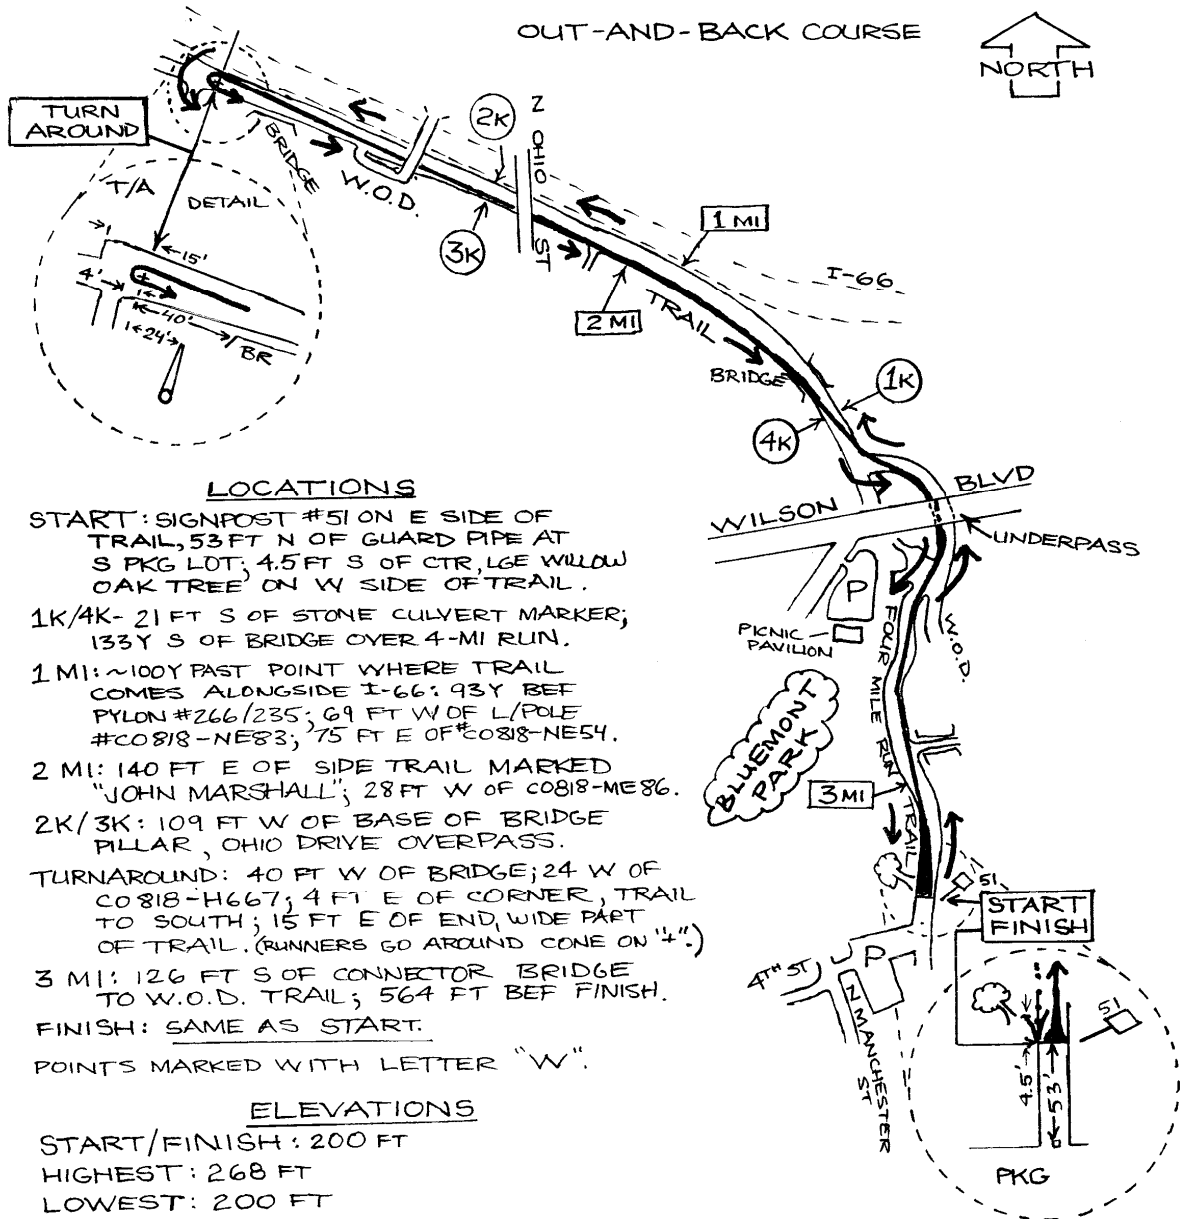 OUT-AND-BACK COURSE
NORTH
TURN
AROUND
T/A
DETAIL
15'
4'
40'
24'
BR
BRIDGE
W.O.D.
2K
3K
N OHIO ST
1 MI
I-66
2 MI
TRAIL
BRIDGE
1K
4K
WILSON BLVD
UNDERPASS
P
PICNIC
PAVILION
W.O.D.
FOUR MILE RUN TRAIL
BLUEMONT
PARK
3 MI
51
START
FINISH
P
4TH ST
N MANCHESTER
ST
51
4.5'
53'
PKG
LOCATIONS
START: SIGNPOST #51 ON E SIDE OF
TRAIL, 53 FT N OF GUARD PIPE AT
S PKG LOT; 4.5 FT S OF CTR, LGE WILLOW
OAK TREE ON W SIDE OF TRAIL.
1K/4K- 21 FT S OF STONE CULVERT MARKER;
133Y S OF BRIDGE OVER 4-MI RUN.
1 MI: ~100Y PAST POINT WHERE TRAIL
COMES ALONGSIDE I-66: 93Y BEF
PYLON #266/235; 69 FT W OF L/POLE
#CO818-NE83; 75 FT E OF #CO818-NE54.
2 MI: 140 FT E OF SIDE TRAIL MARKED
"JOHN MARSHALL"; 28 FT W OF CO818-ME86.
2K/3K: 109 FT W OF BASE OF BRIDGE
PILLAR, OHIO DRIVE OVERPASS.
TURNAROUND: 40 FT W OF BRIDGE; 24 W OF
CO818-H667; 4 FT E OF CORNER, TRAIL
TO SOUTH; 15 FT E OF END, WIDE PART
OF TRAIL. (RUNNERS GO AROUND CONE ON "+".)
3 MI: 126 FT S OF CONNECTOR BRIDGE
TO W.O.D. TRAIL; 564 FT BEF FINISH.
FINISH: SAME AS START.
POINTS MARKED WITH LETTER "W".
ELEVATIONS
START/FINISH: 200 FT
HIGHEST: 268 FT
LOWEST: 200 FT